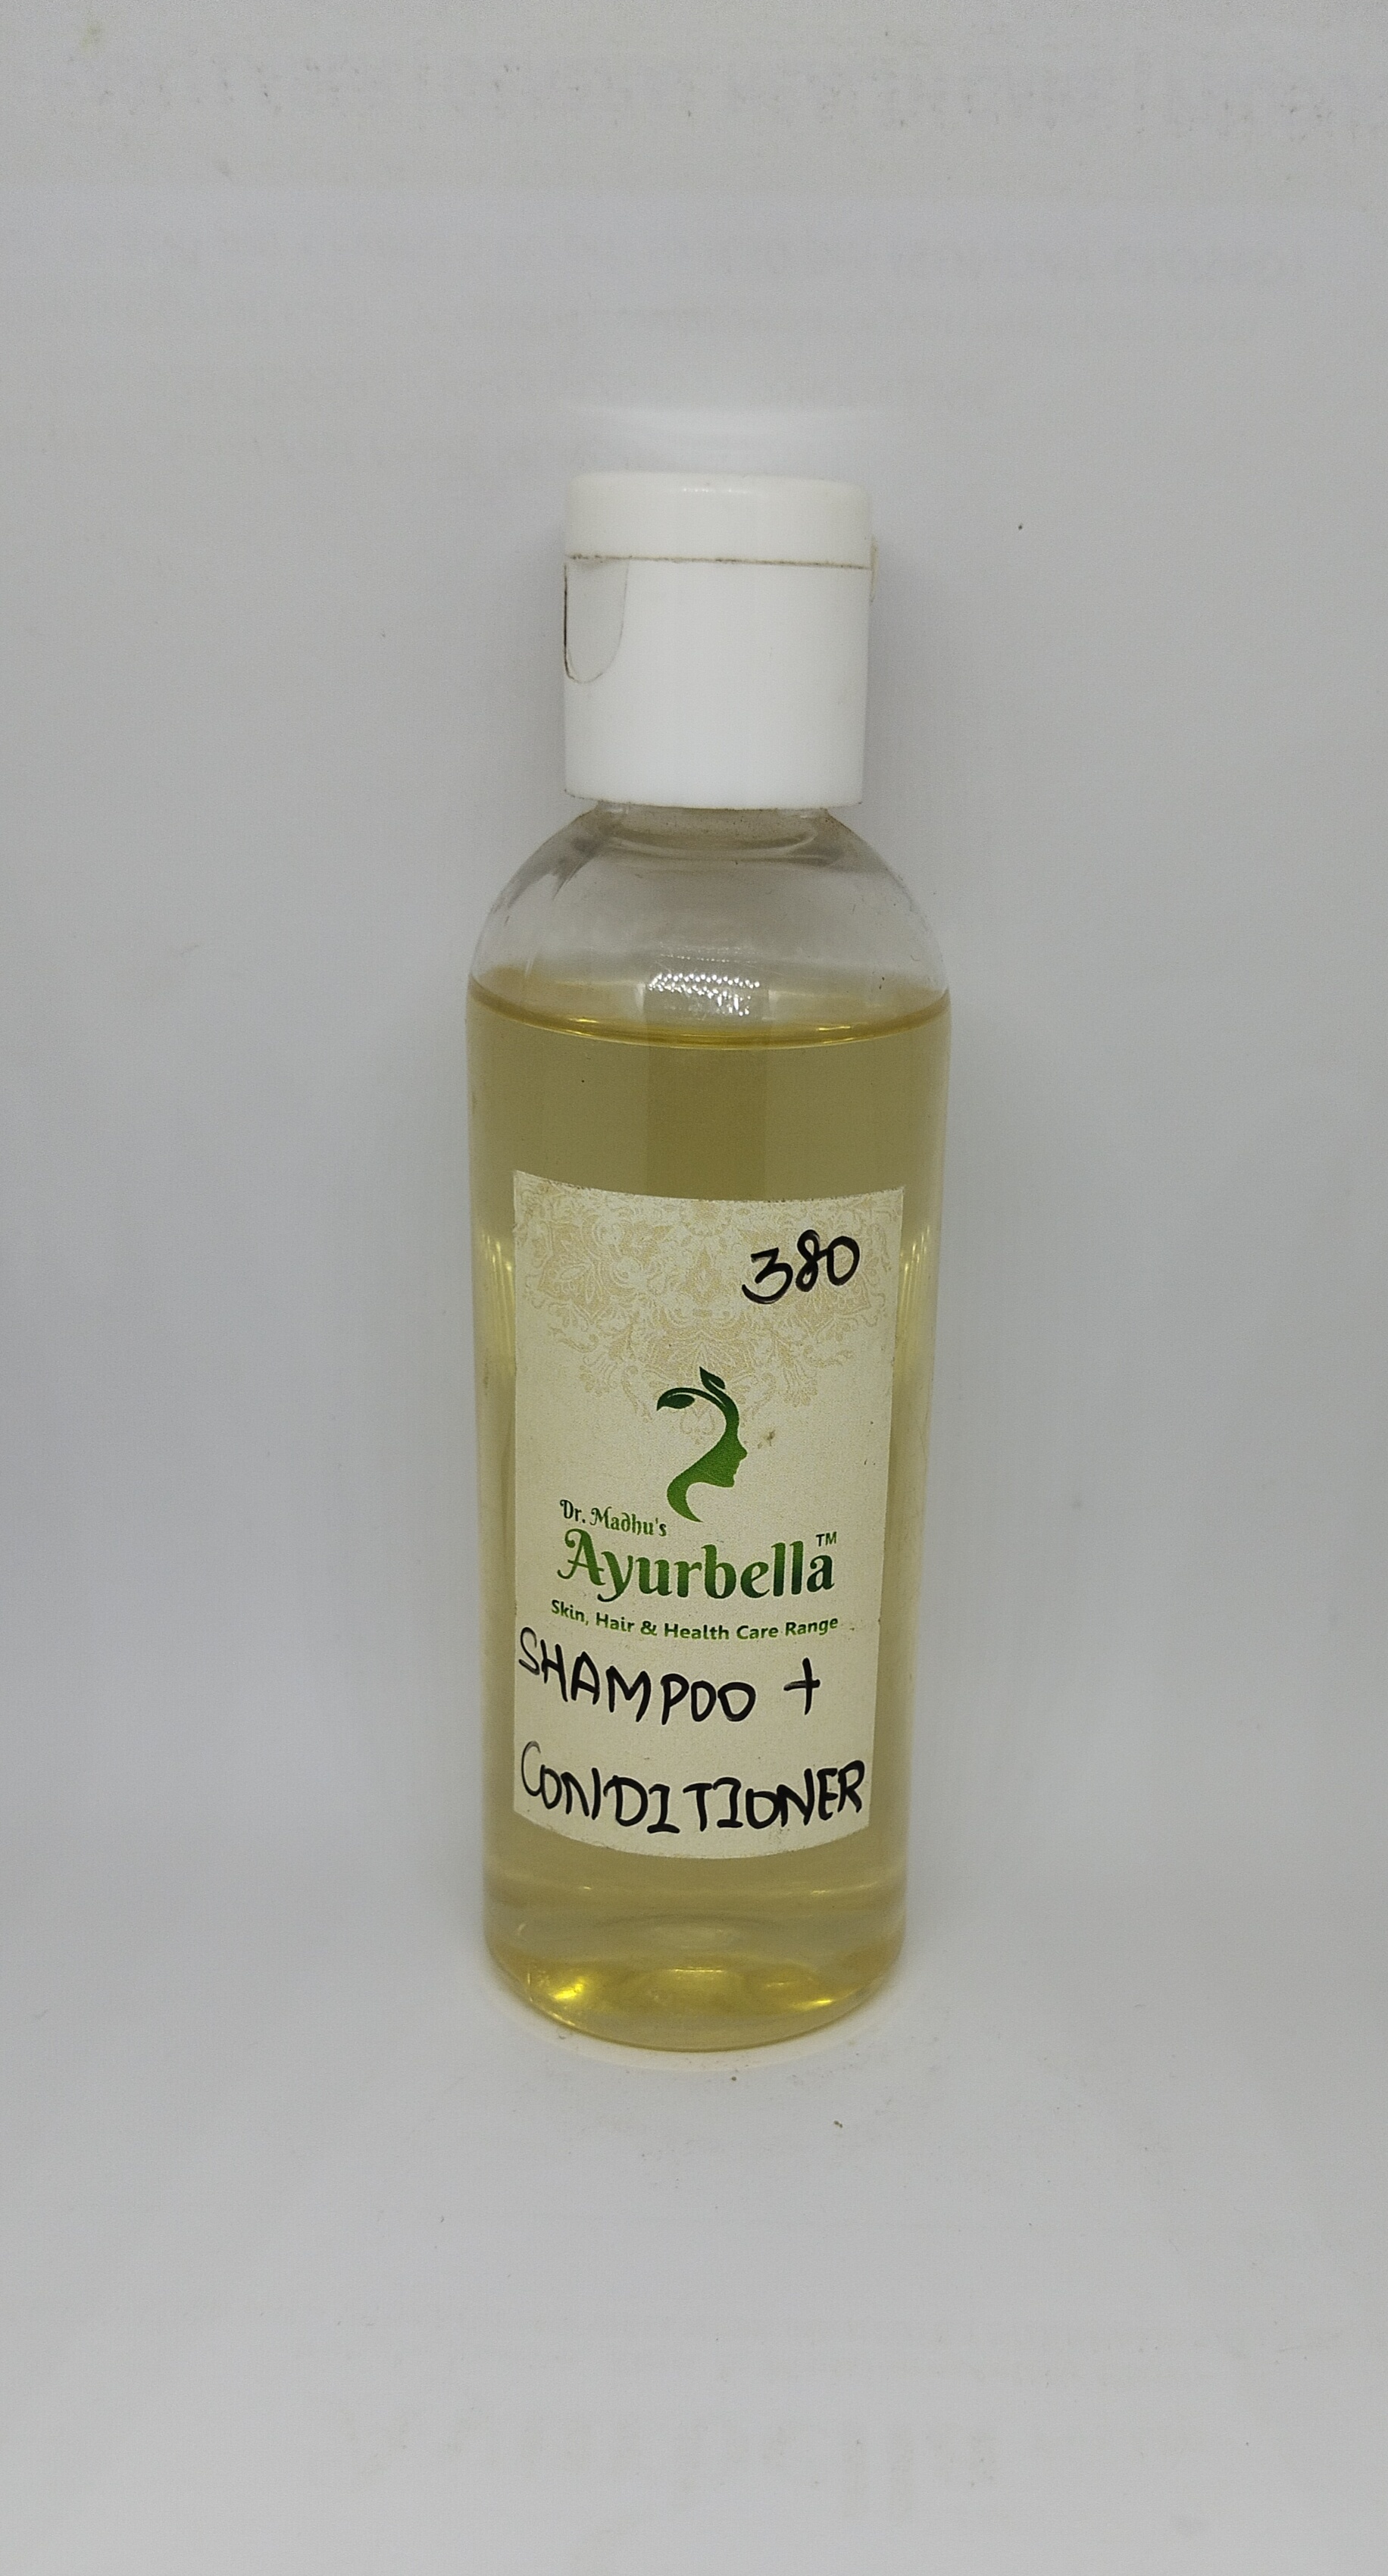 380
Dr. Madhu's
Ayurbella™
Skin, Hair & Health Care Range
SHAMPOO +
CONDITIONER